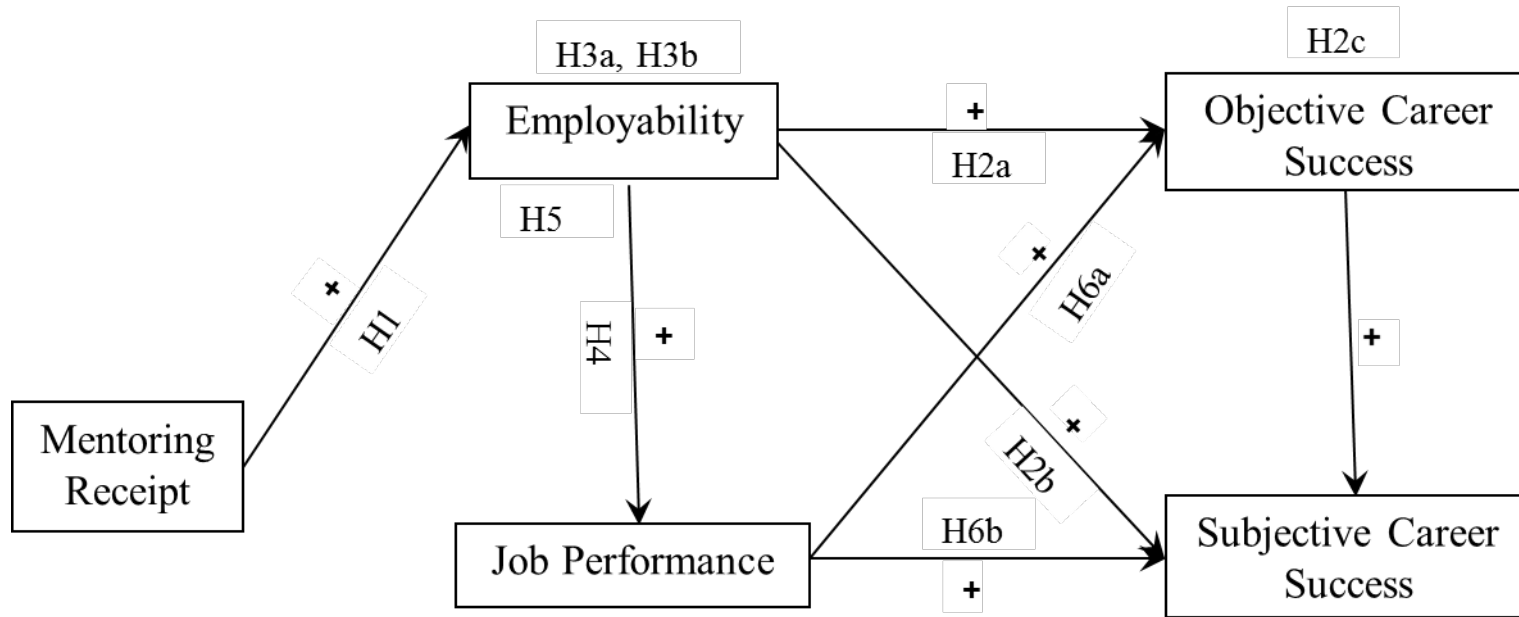 H3a, H3b
H2c
Employability
+
Objective Career
Success
H2a
H5
+
H6a
+
H1
H4
+
+
Mentoring
Receipt
+
H2b
H6b
Job Performance
+
Subjective Career
Success